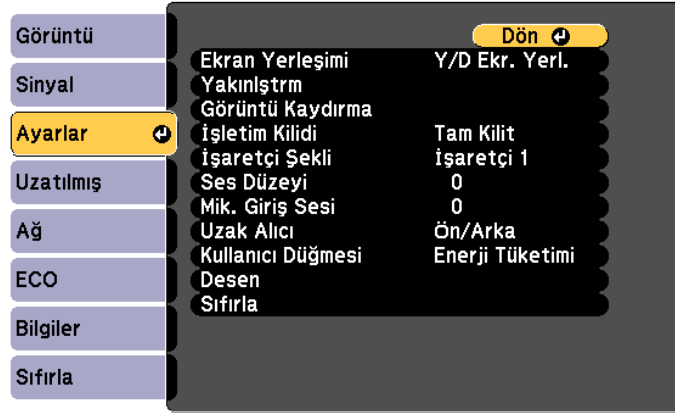 Görüntü
Sinyal
Ayarlar
Uzatılmış
Ağ
ECO
Bilgiler
Sıfırla
Dön
Ekran Yerleşimi Y/D Ekr. Yerl.
Yakınlştrm
Görüntü Kaydırma
İşletim Kilidi Tam Kilit
İşaretçi Şekli İşaretçi 1
Ses Düzeyi 0
Mik. Giriş Sesi 0
Uzak Alıcı Ön/Arka
Kullanıcı Düğmesi Enerji Tüketimi
Desen
Sıfırla